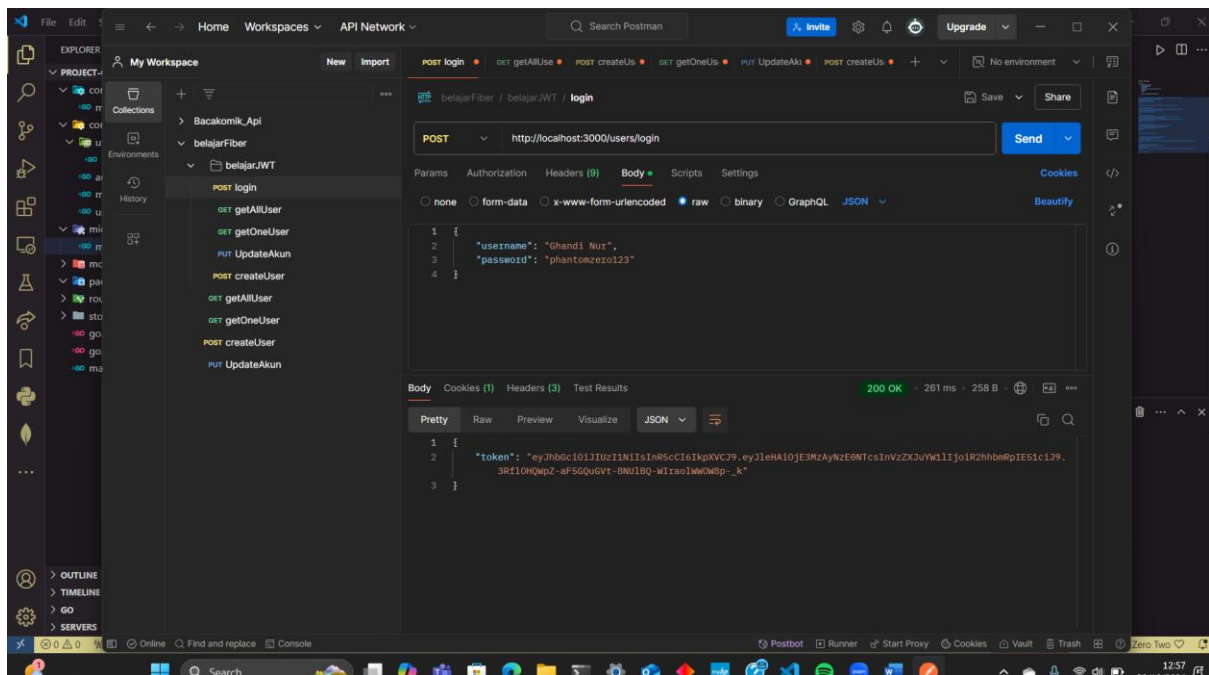 File Edit
Home Workspaces API Network
Search Postman
Invite
Upgrade
EXPLORER
My Workspace
New Import
POST login
GET getAllUse
POST createUs
GET getOneUs
PUT UpdateAk
POST createUs
No environment
Collections
Environments
History
Bacakomik_Api
belajarFiber
belajarJWT
POST login
GET getAllUser
GET getOneUser
PUT UpdateAkun
POST createUser
GET getAllUser
GET getOneUser
POST createUser
PUT UpdateAkun
belajarFiber / belajarJWT / login
Save
Share
POST
http://localhost:3000/users/login
Send
Params Authorization Headers (9) Body Scripts Settings
Cookies
none form-data x-www-form-urlencoded raw binary GraphQL JSON
Beautify
1 {
2 "username": "Ghandi Nur",
3 "password": "phantomzero123"
4 }
Body Cookies (1) Headers (3) Test Results
200 OK 261 ms 258 B
Pretty Raw Preview Visualize JSON
1 {
2 "token":
3 }
OUTLINE
TIMELINE
GO
SERVERS
0 0
Online Find and replace Console
Postbot Runner Start Proxy Cookies Vault Trash
Zero Two
Search
12:57